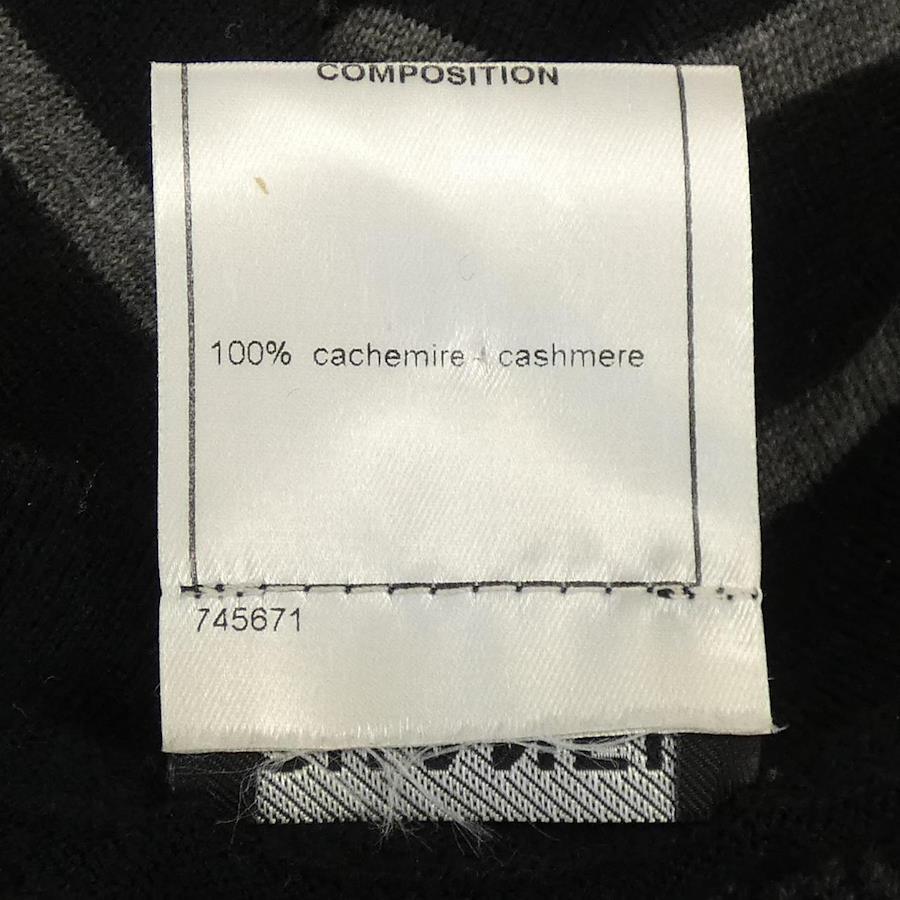 COMPOSITION
100% cachemire - cashmere
745671